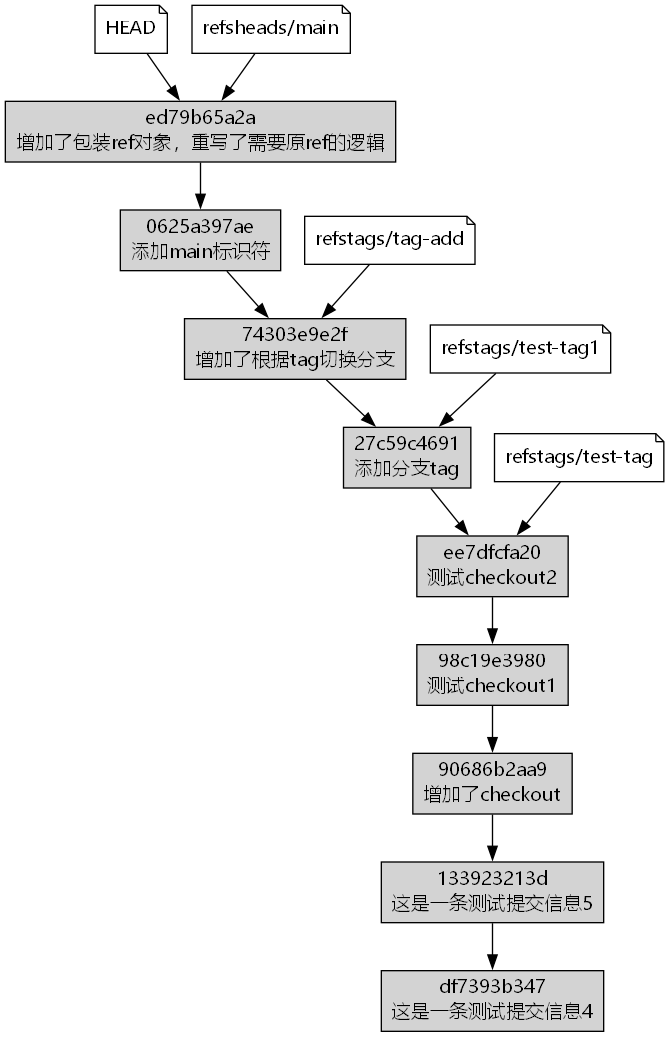 HEAD
refsheads/main
ed79b65a2a
增加了包装ref对象，重写了需要原ref的逻辑
0625a397ae
添加main标识符
refstags/tag-add
74303e9e2f
增加了根据tag切换分支
refstags/test-tag1
27c59c4691
添加分支tag
refstags/test-tag
ee7dfcfa20
测试checkout2
98c19e3980
测试checkout1
90686b2aa9
增加了checkout
133923213d
这是一条测试提交信息5
df7393b347
这是一条测试提交信息4